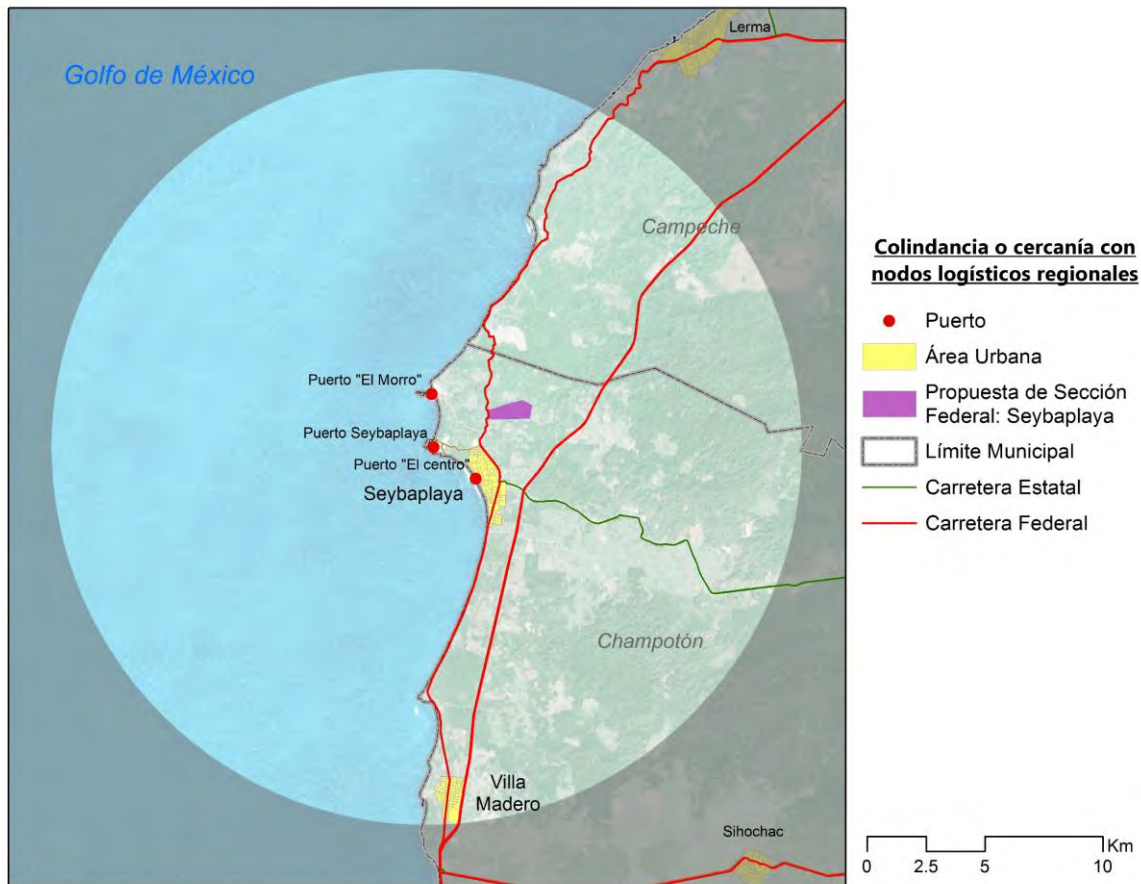 Lerma
Golfo de México
Campeche
Puerto "El Morro"
Puerto Seybaplaya
Puerto "El centro"
Seybaplaya
Champotón
Villa
Madero
Sihochac
Colindancia o cercanía con
nodos logísticos regionales
Puerto
Área Urbana
Propuesta de Sección
Federal: Seybaplaya
Límite Municipal
Carretera Estatal
Carretera Federal
Km
0 2.5 5 10